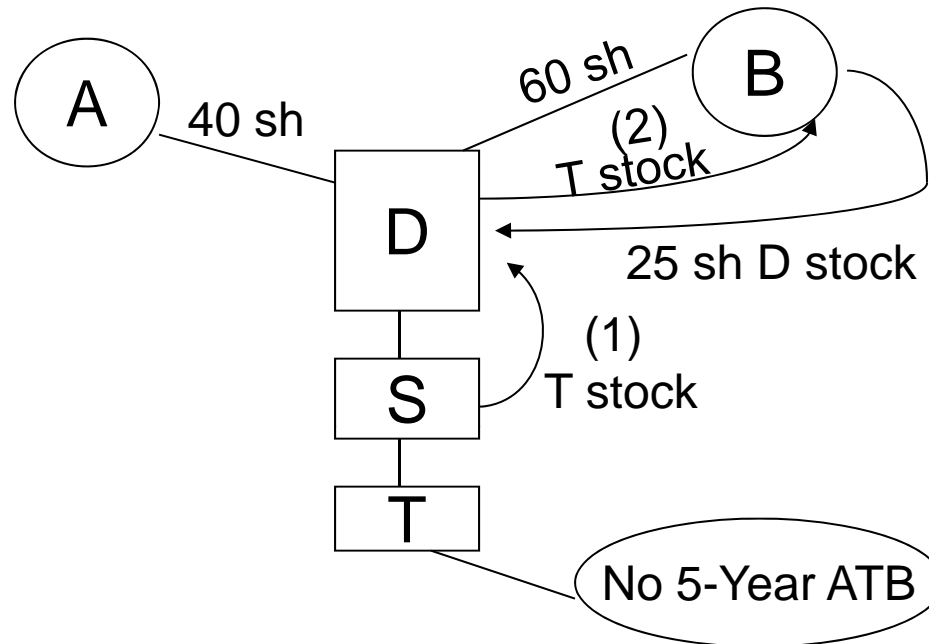 A
40 sh
60 sh
B
(2)
T stock
D
25 sh D stock
(1)
T stock
S
T
No 5-Year ATB